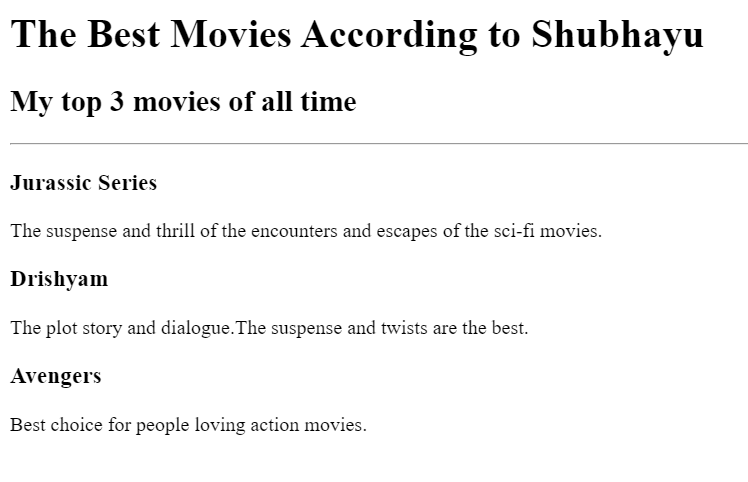 The Best Movies According to Shubhayu
My top 3 movies of all time
Jurassic Series
The suspense and thrill of the encounters and escapes of the sci-fi movies.
Drishyam
The plot story and dialogue.The suspense and twists are the best.
Avengers
Best choice for people loving action movies.